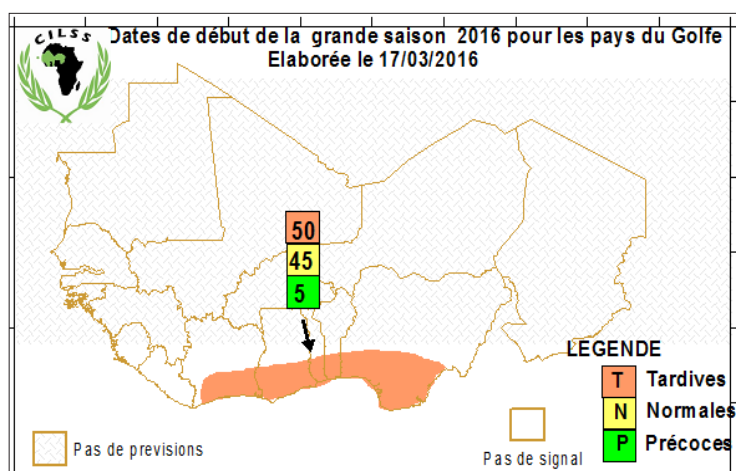 CILSS
Dates de début de la grande saison 2016 pour les pays du Golfe
Elaborée le 17/03/2016
50
45
5
LEGENDE
T Tardives
N Normales
P Précoces
Pas de previsions
Pas de signal